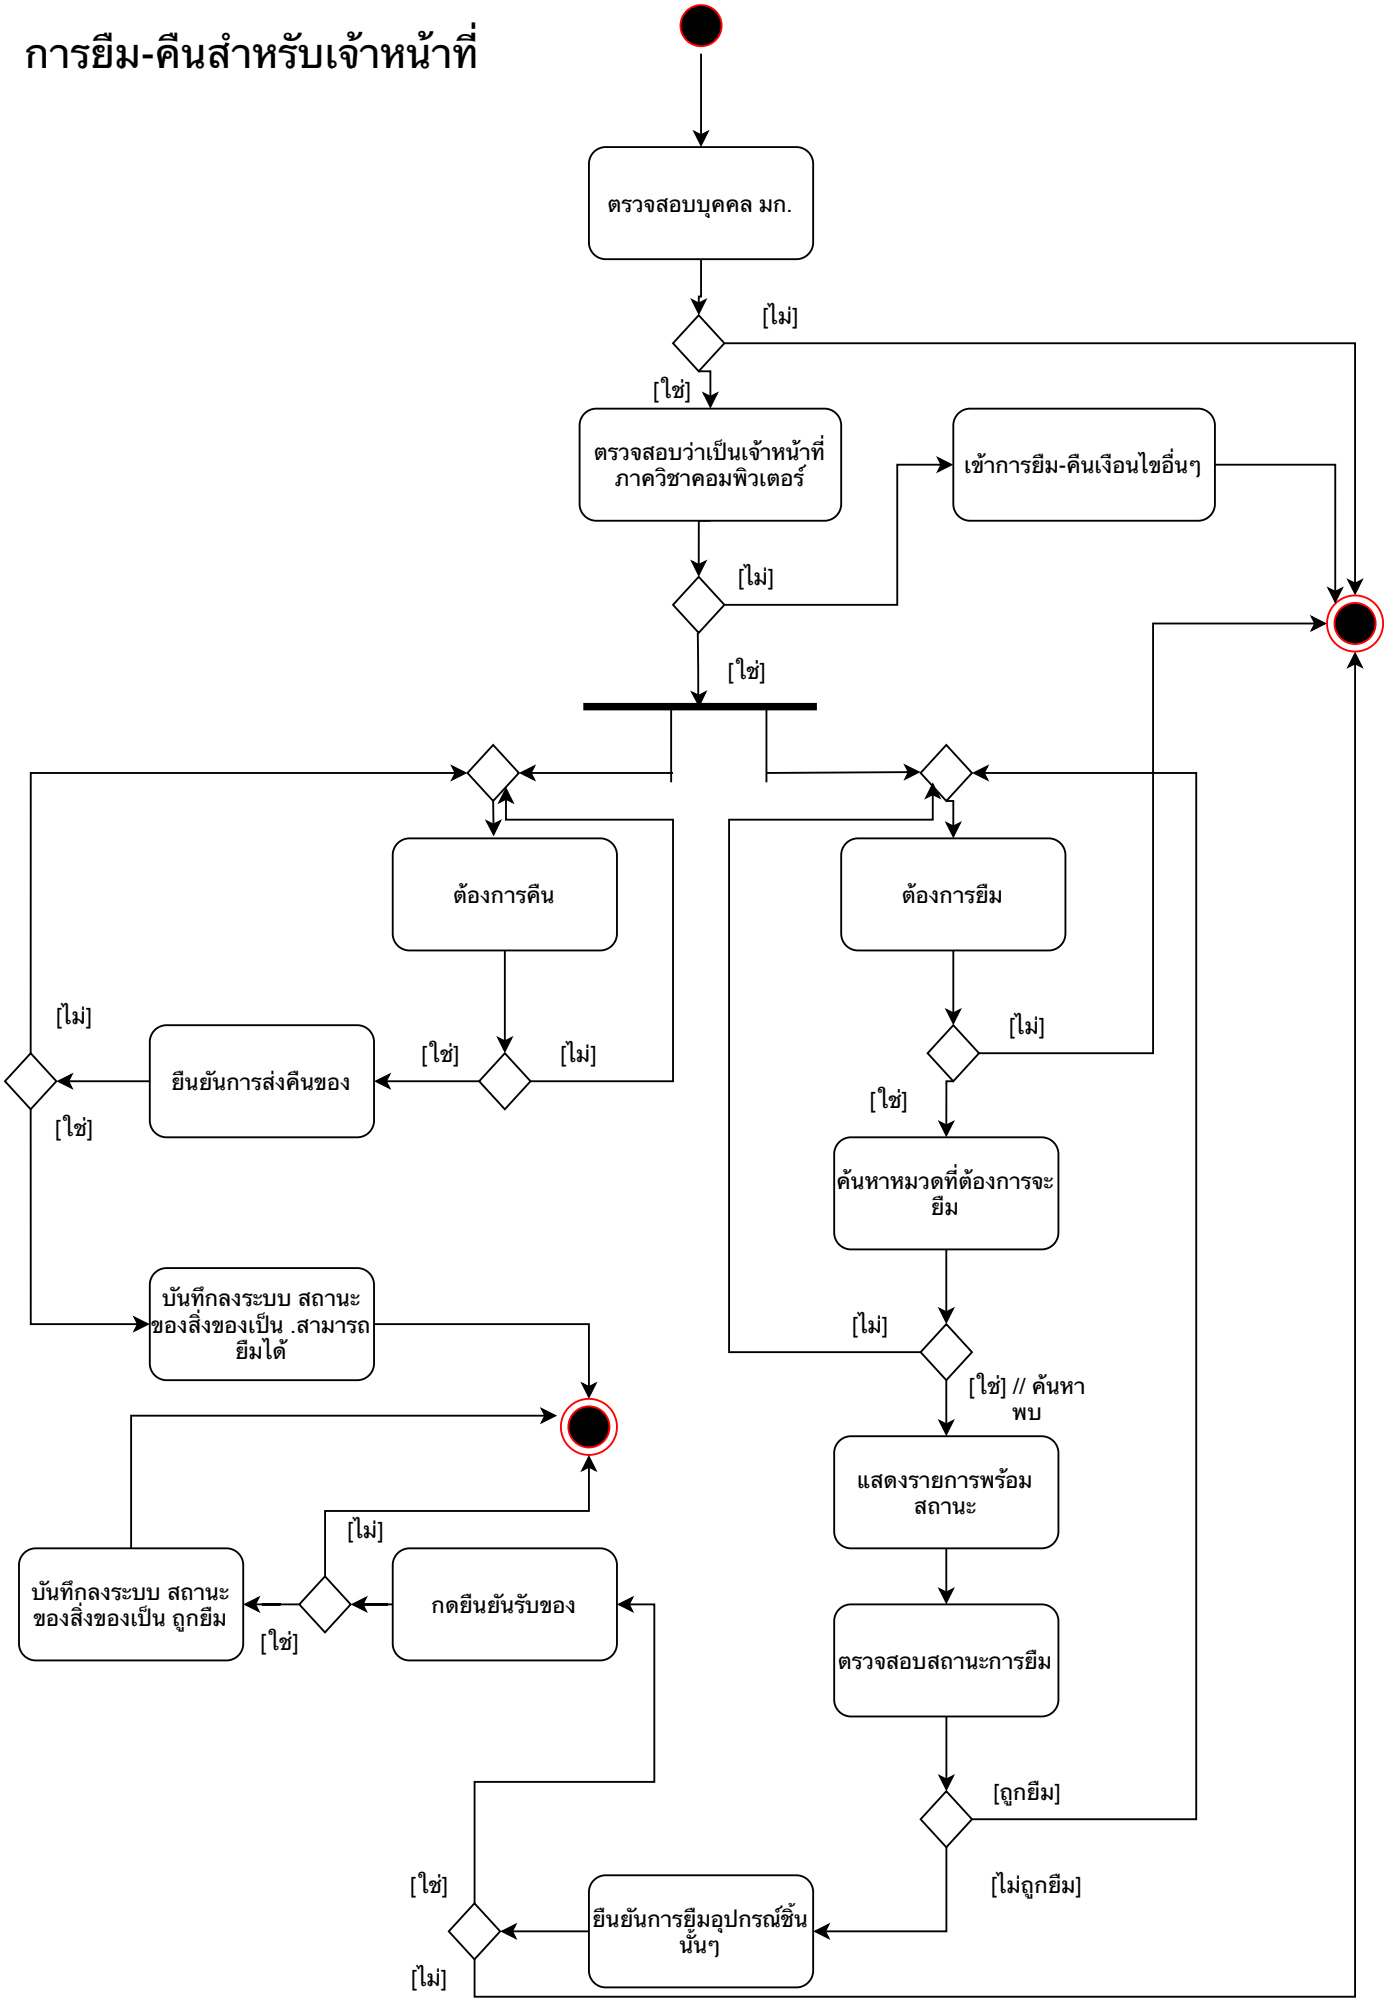 การยืม-คืนสำหรับเจ้าหน้าที่
ตรวจสอบบุคคล มก.
[ไม่]
[ใช่]
ตรวจสอบว่าเป็นเจ้าหน้าที่
ภาควิชาคอมพิวเตอร์
เข้าการยืม-คืนเงือนไขอื่นๆ
[ไม่]
[ใช่]
ต้องการคืน
ต้องการยืม
[ไม่]
ยืนยันการส่งคืนของ
[ใช่]
[ไม่]
[ไม่]
[ใช่]
[ใช่]
ค้นหาหมวดที่ต้องการจะ
ยืม
บันทึกลงระบบ สถานะ
ของสิ่งของเป็น .สามารถ
ยืมได้
[ไม่]
[ใช่] // ค้นหา
พบ
แสดงรายการพร้อม
สถานะ
[ไม่]
บันทึกลงระบบ สถานะ
ของสิ่งของเป็น ถูกยืม
[ใช่]
กดยืนยันรับของ
ตรวจสอบสถานะการยืม
[ถูกยืม]
[ไม่ถูกยืม]
[ใช่]
ยืนยันการยืมอุปกรณ์ชิ้น
นั้นๆ
[ไม่]